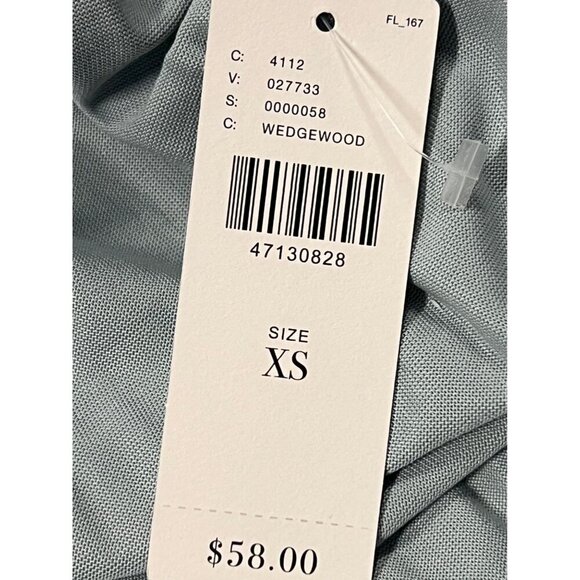 FL_167
C: 4112
V: 027733
S: 0000058
C: WEDGEWOOD
47130828
SIZE
XS
$58.00